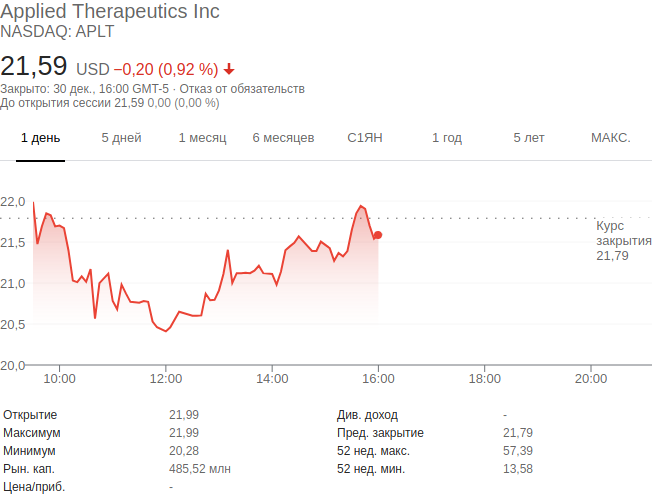 Applied Therapeutics Inc
NASDAQ: APLT
21,59 USD −0,20 (0,92 %)
Закрыто: 30 дек., 16:00 GMT-5 · Отказ от обязательств
До открытия сессии 21,59 0,00 (0,00 %)
1 день 5 дней 1 месяц 6 месяцев С1ЯН 1 год 5 лет МАКС.
22,0
21,5
21,0
20,5
20,0
Курс
закрытия
21,79
10:00 12:00 14:00 16:00 18:00 20:00
Открытие 21,99 Див. доход -
Максимум 21,99 Пред. закрытие 21,79
Минимум 20,28 52 нед. макс. 57,39
Рын. кап. 485,52 млн 52 нед. мин. 13,58
Цена/приб. -